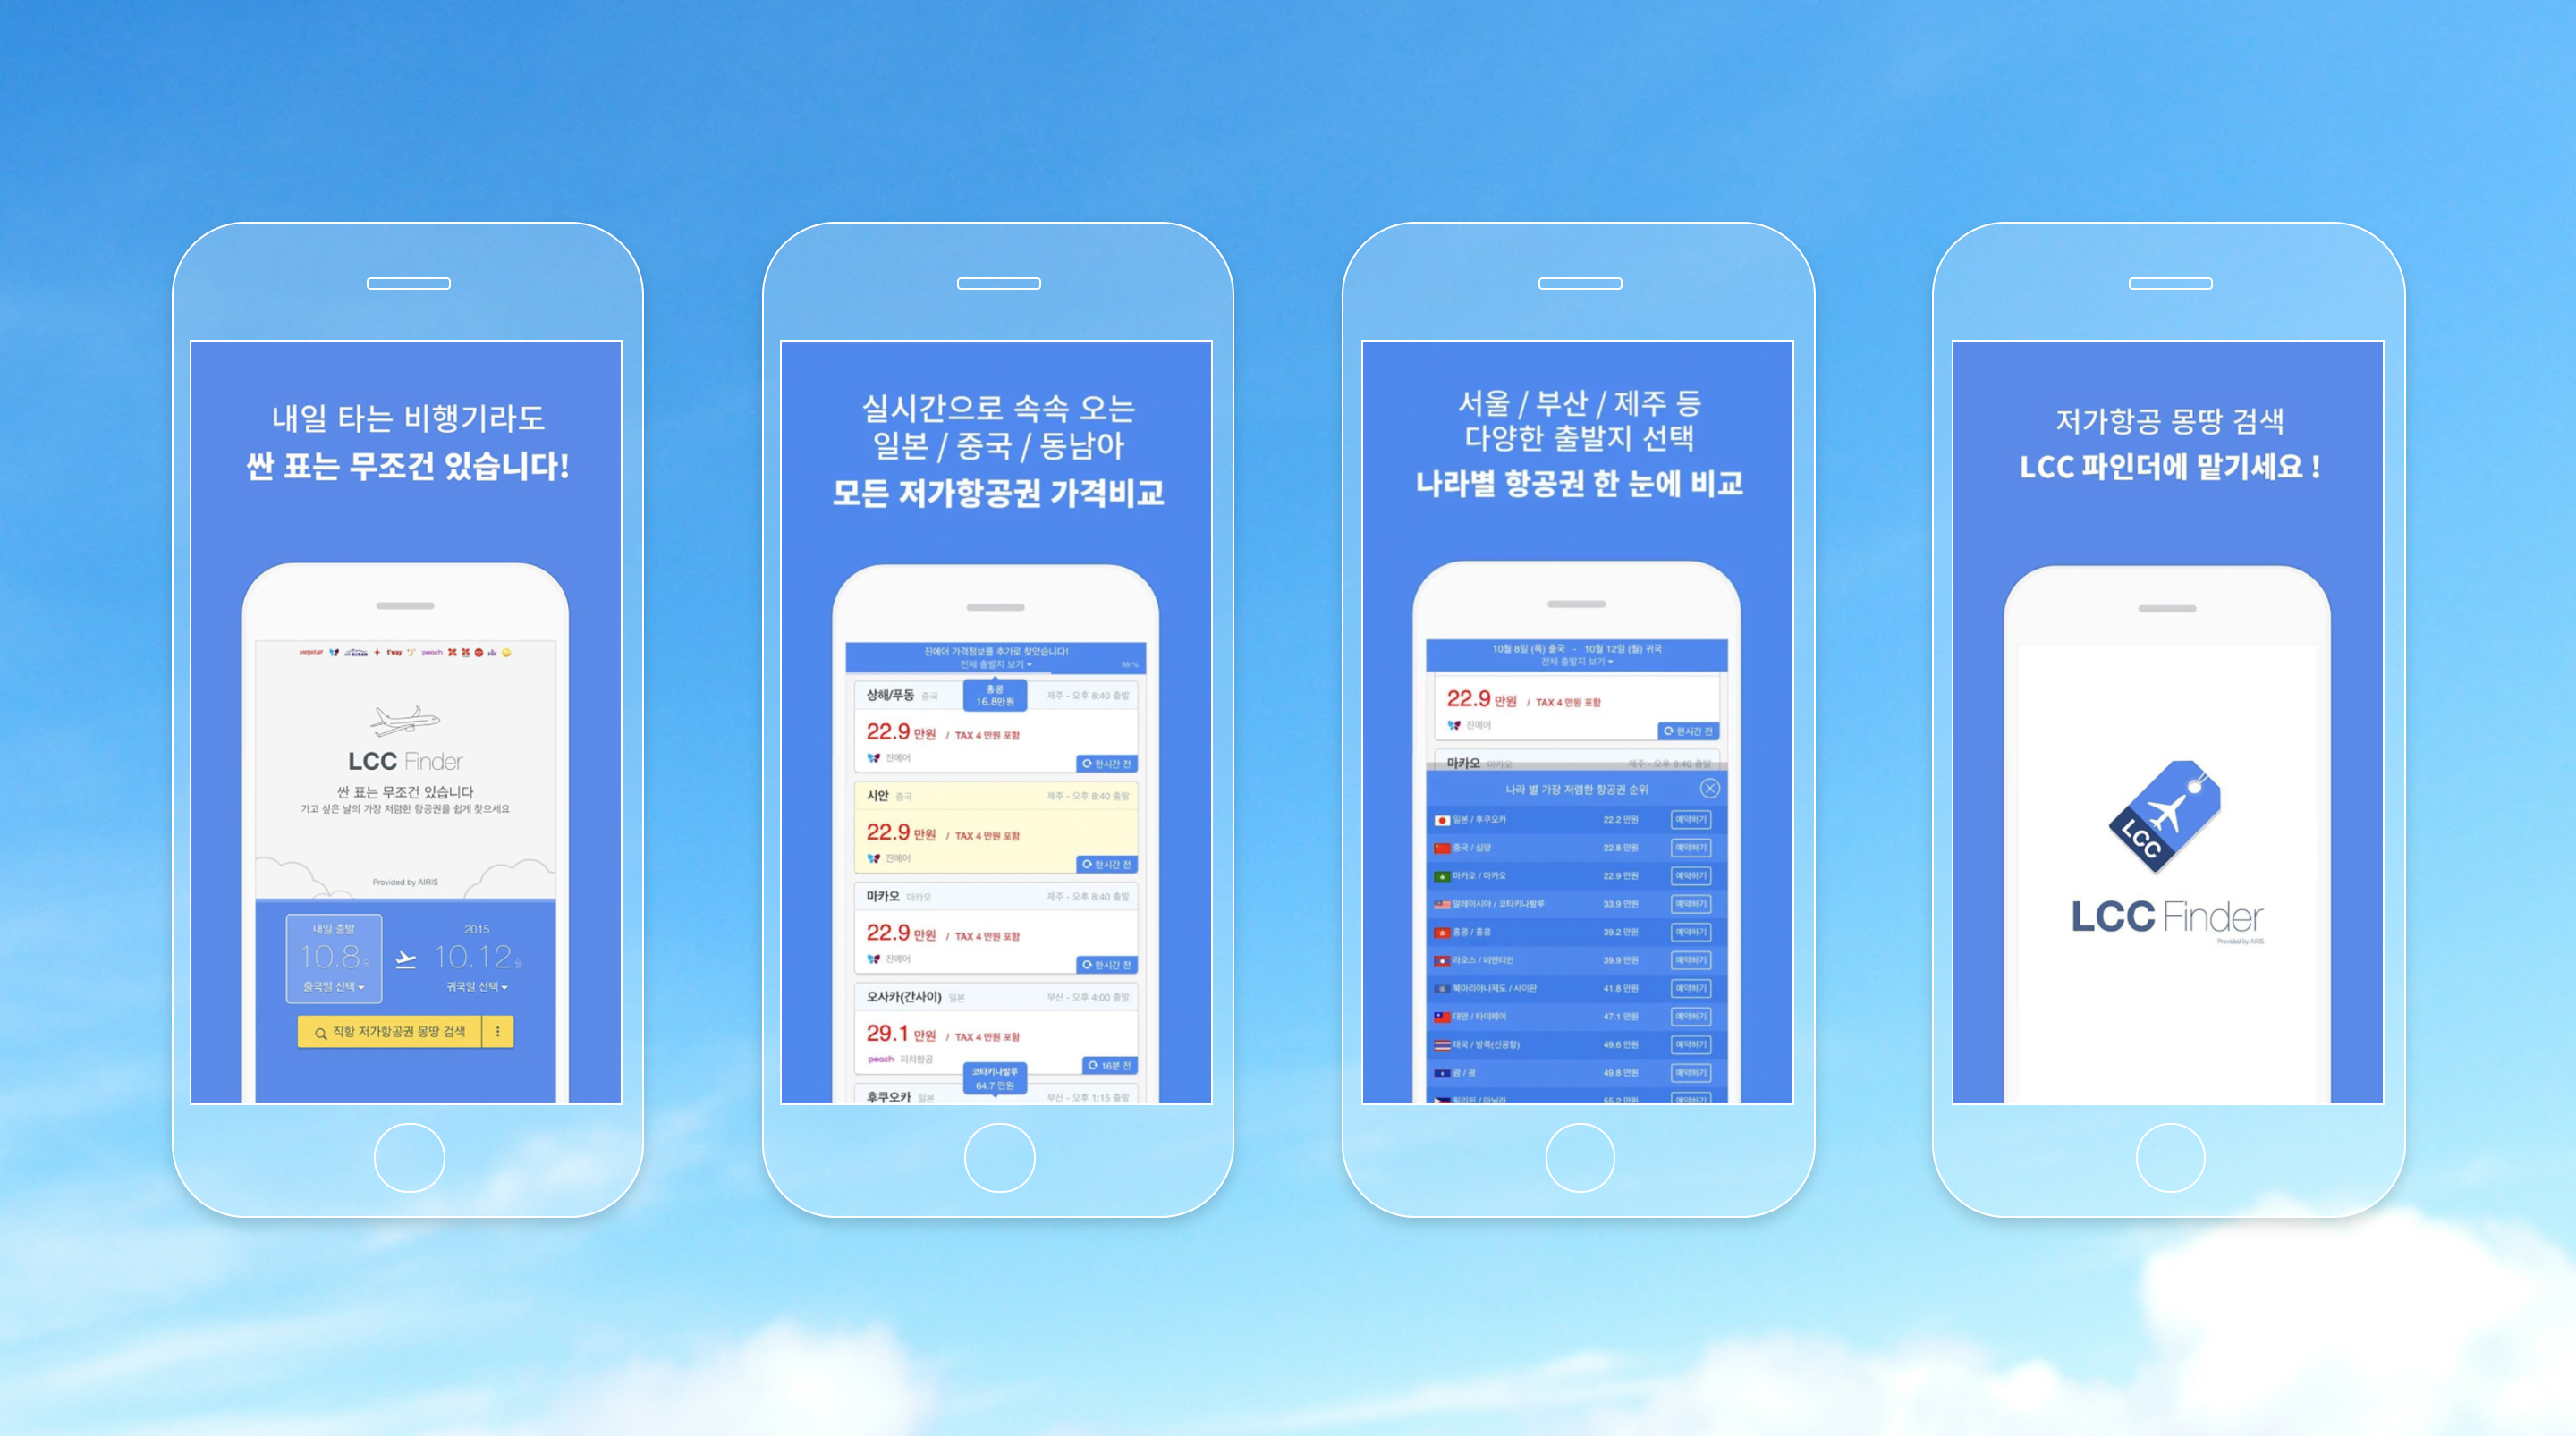 내일 타는 비행기라도
싼 표는 무조건 있습니다!
t'way
peach
LCC Finder
싼 표는 무조건 있습니다
가고 싶은 날의 가장 저렴한 항공권을 쉽게 찾으세요
Provided by AIRIS
내일 출발
10.8
출국일 선택
2015
10.12
귀국일 선택
직항 저가항공권 몽땅 검색
실시간으로 속속 오는
일본 / 중국 / 동남아
모든 저가항공권 가격비교
진에어 가격정보를 추가로 찾았습니다!
전체 출발지 보기
홍콩
16.8만원
상해/푸동 중국
제주 - 오후 8:40 출발
22.9 만원 / TAX 4 만원 포함
진에어
한시간 전
시안 중국
제주 - 오후 8:40 출발
22.9 만원 / TAX 4 만원 포함
진에어
한시간 전
마카오 마카오
제주 - 오후 8:40 출발
22.9 만원 / TAX 4 만원 포함
진에어
한시간 전
오사카(간사이) 일본
부산 - 오후 4:00 출발
29.1 만원 / TAX 4 만원 포함
peach 피치항공
16분 전
코타키나발루
64.7 만원
후쿠오카 일본
부산 - 오후 1:15 출발
서울 / 부산 / 제주 등
다양한 출발지 선택
나라별 항공권 한 눈에 비교
10월 8일 (목) 출국 - 10월 12일 (월) 귀국
전체 출발지 보기
22.9 만원 / TAX 4 만원 포함
진에어
한시간 전
마카오 마카오
제주 - 오후 8:40 출발
나라 별 가장 저렴한 항공권 순위
일본 / 후쿠오카 22.2 만원 예약하기
중국 / 심양 22.8 만원 예약하기
마카오 / 마카오 22.9 만원 예약하기
말레이시아 / 코타키나발루 33.9 만원 예약하기
홍콩 / 홍콩 39.2 만원 예약하기
라오스 / 비엔티안 39.9 만원 예약하기
북마리아나제도 / 사이판 41.8 만원 예약하기
대만 / 타이페이 47.1 만원 예약하기
태국 / 방콕(신공항) 49.6 만원 예약하기
괌 / 괌 49.8 만원 예약하기
필리핀 / 마닐라 55.2 만원 예약하기
저가항공 몽땅 검색
LCC 파인더에 맡기세요 !
LCC
LCC Finder
Provided by AIRIS